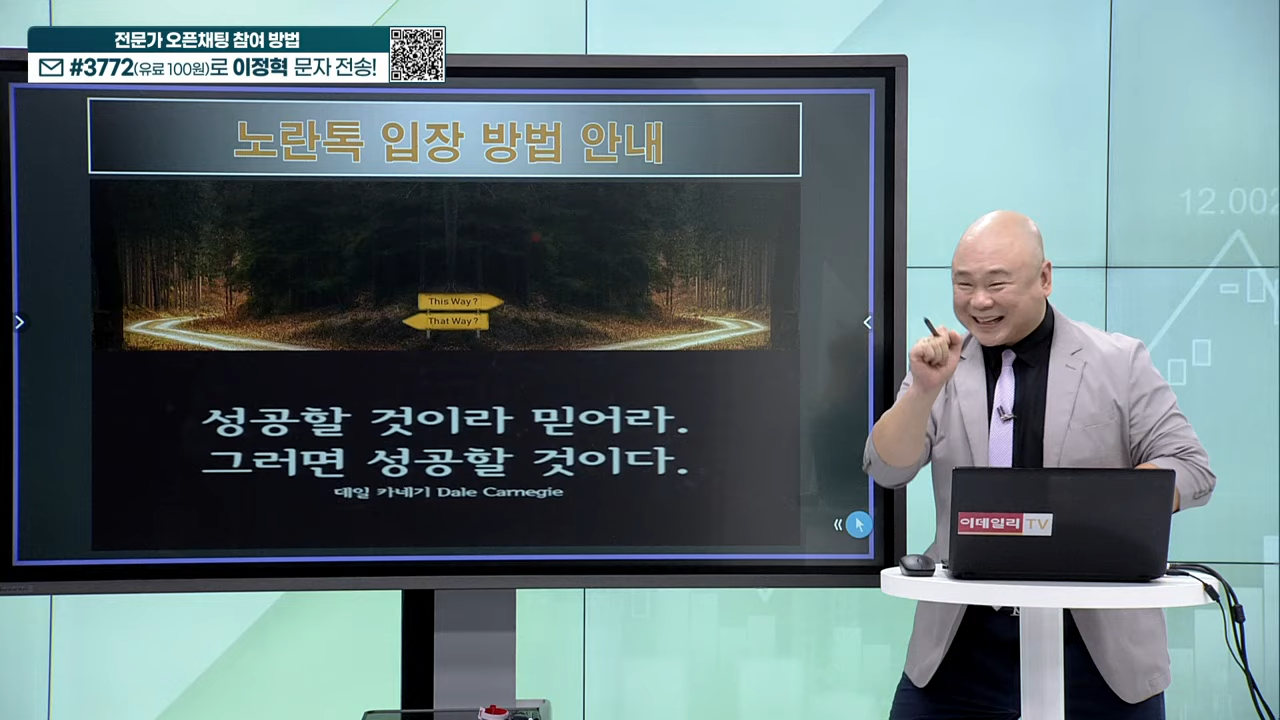 전문가 오픈채팅 참여 방법
#3772(유료 100원)로 이정혁 문자 전송!
노란톡 입장 방법 안내
This Way ?
That Way ?
성공할 것이라 믿어라.
그러면 성공할 것이다.
데일 카네기 Dale Carnegie
12.002
이데일리 TV